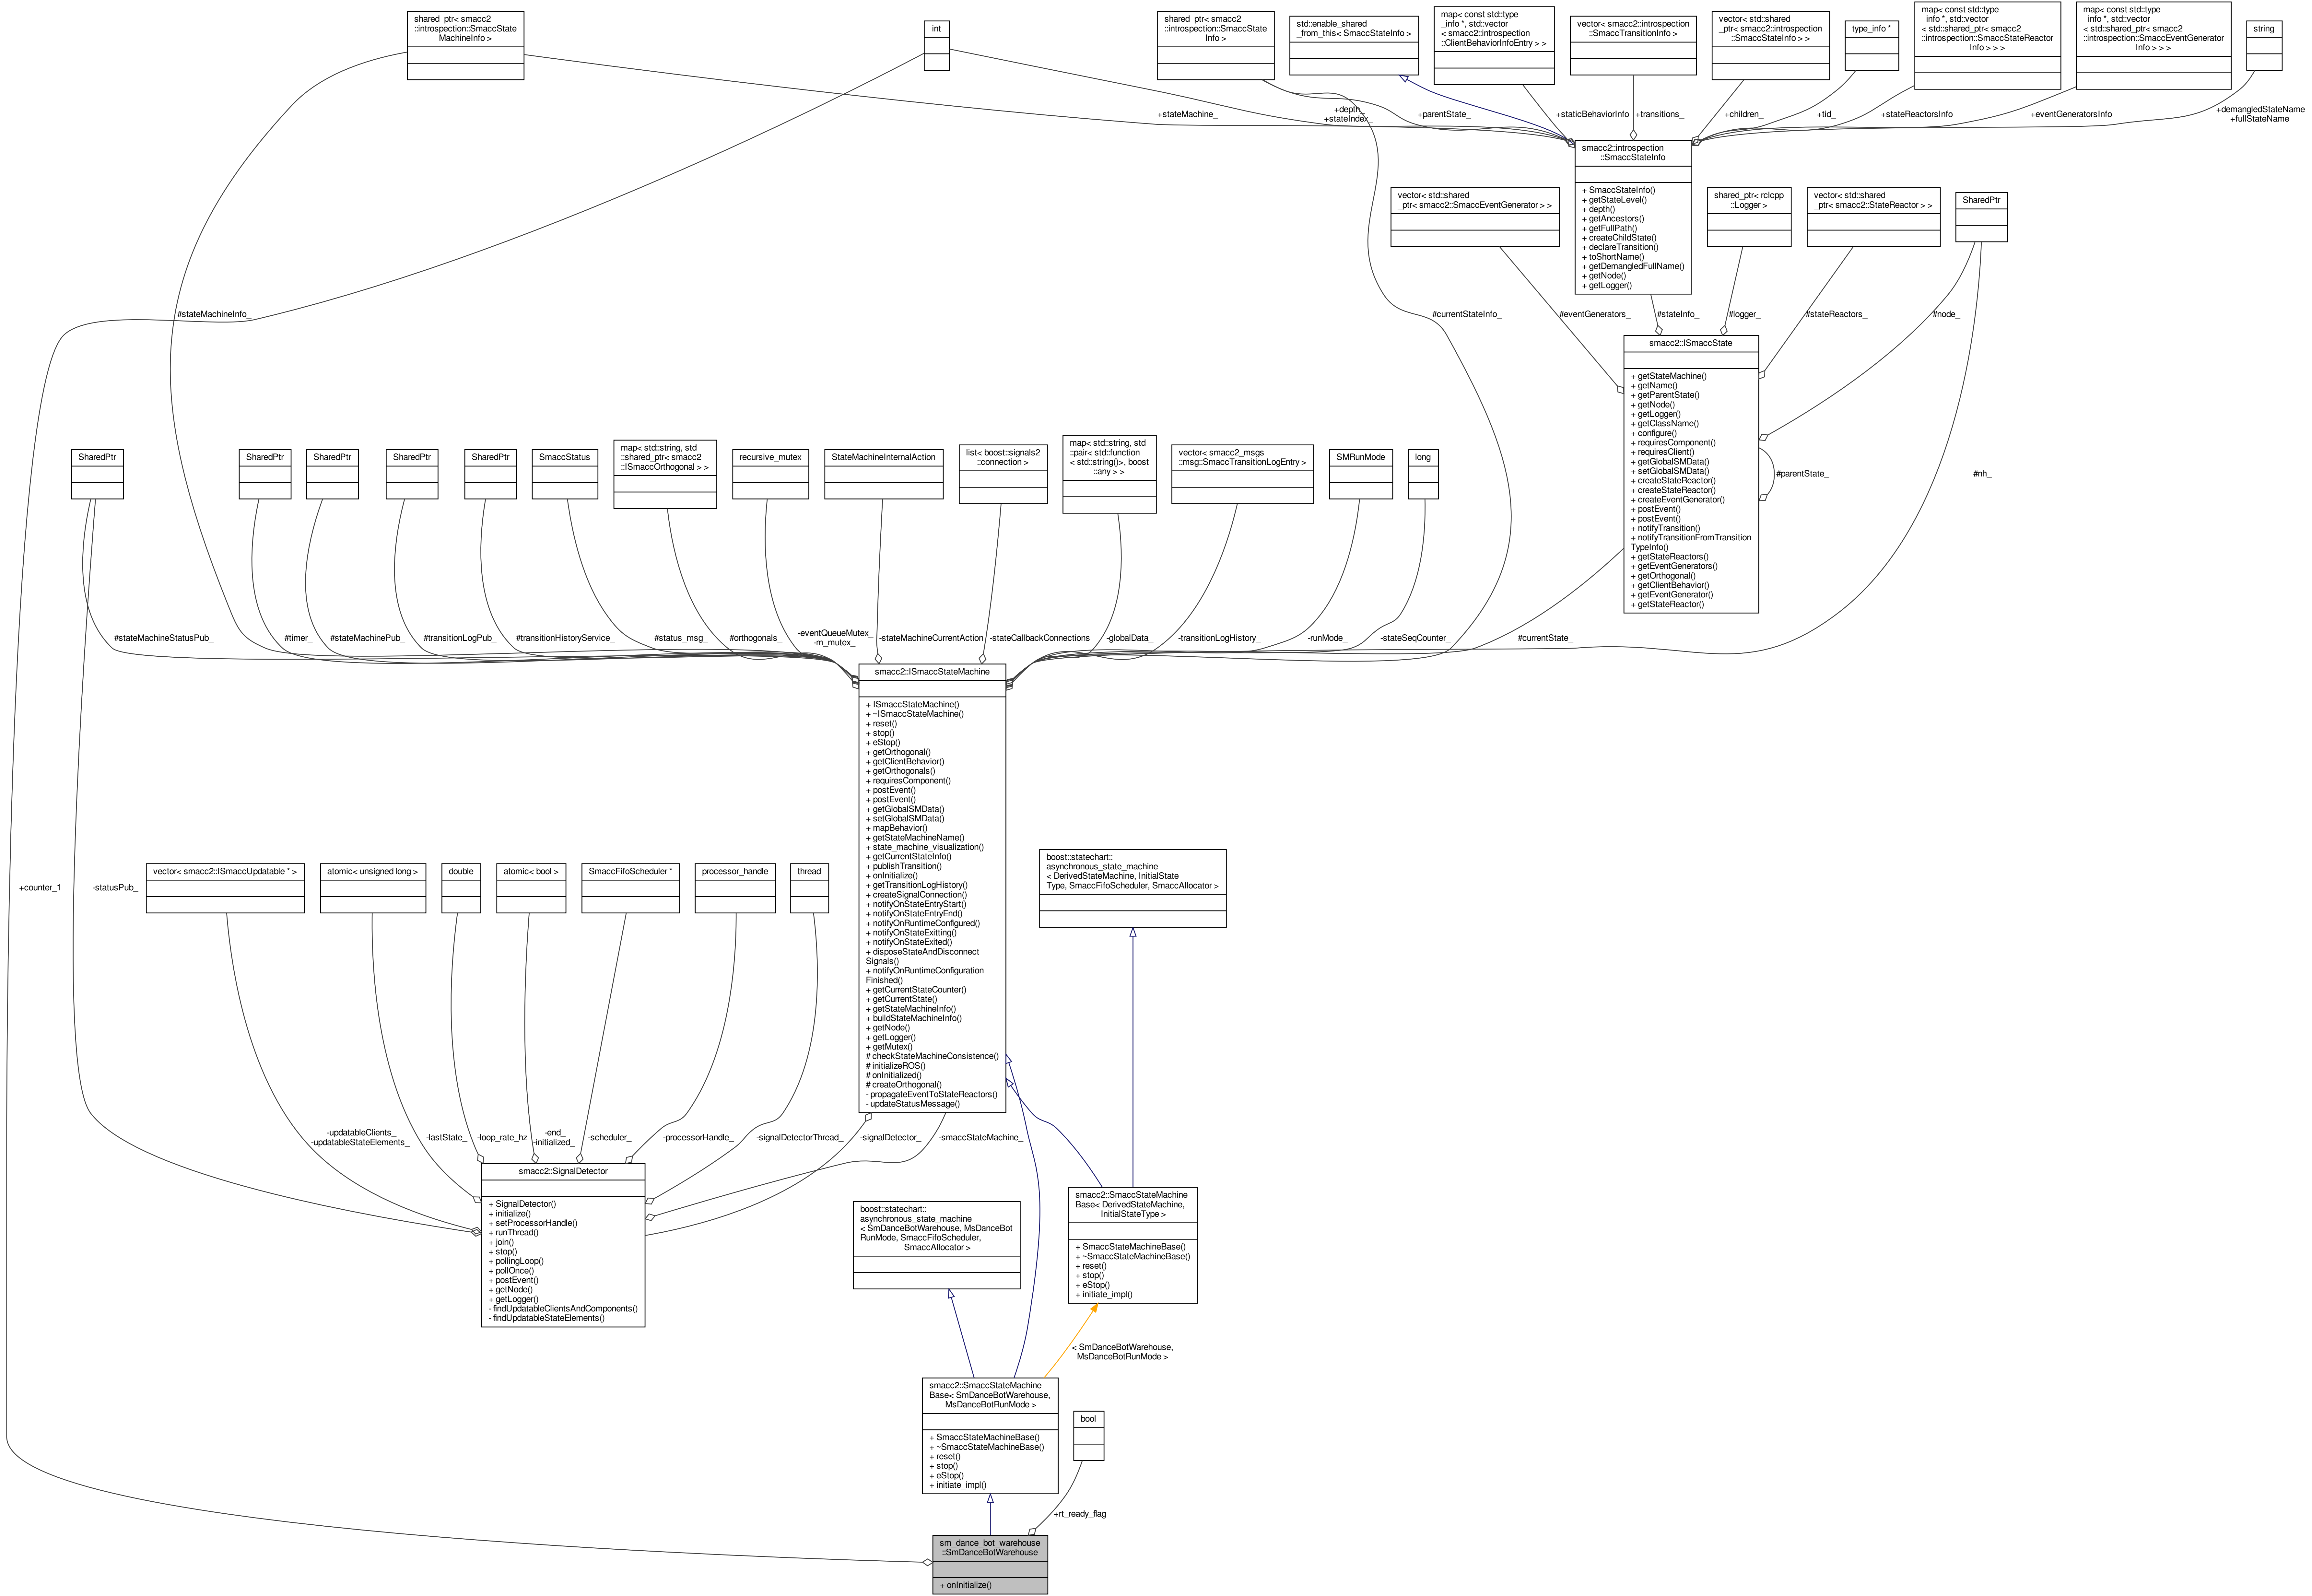 shared_ptr< smacc2
::introspection::SmaccState
MachineInfo >
int
shared_ptr< smacc2
::introspection::SmaccState
Info >
std::enable_shared
_from_this< SmaccStateInfo >
map< const std::type
_info *, std::vector
< smacc2::introspection
::ClientBehaviorInfoEntry > >
vector< smacc2::introspection
::SmaccTransitionInfo >
vector< std::shared
_ptr< smacc2::introspection
::SmaccStateInfo > >
type_info *
map< const std::type
_info *, std::vector
< std::shared_ptr< smacc2
::introspection::SmaccStateReactor
Info > > >
map< const std::type
_info *, std::vector
< std::shared_ptr< smacc2
::introspection::SmaccEventGenerator
Info > > >
string
+stateMachine_
+depth_
+stateIndex_
+parentState_
+staticBehaviorInfo
+transitions_
+children_
+tid_
+stateReactorsInfo
+eventGeneratorsInfo
+demangledStateName
+fullStateName
smacc2::introspection
::SmaccStateInfo
+ SmaccStateInfo()
+ getStateLevel()
+ depth()
+ getAncestors()
+ getFullPath()
+ createChildState()
+ declareTransition()
+ toShortName()
+ getDemangledFullName()
+ getNode()
+ getLogger()
vector< std::shared
_ptr< smacc2::SmaccEventGenerator > >
shared_ptr< rclcpp
::Logger >
vector< std::shared
_ptr< smacc2::StateReactor > >
SharedPtr
#stateMachineInfo_
#currentStateInfo_
#eventGenerators_
#stateInfo_
#logger_
#stateReactors_
#node_
smacc2::ISmaccState
+ getStateMachine()
+ getName()
+ getParentState()
+ getNode()
+ getLogger()
+ getClassName()
+ configure()
+ requiresComponent()
+ requiresClient()
+ getGlobalSMData()
+ setGlobalSMData()
+ createStateReactor()
+ createStateReactor()
+ createEventGenerator()
+ postEvent()
+ postEvent()
+ notifyTransition()
+ notifyTransitionFromTransition
TypeInfo()
+ getStateReactors()
+ getEventGenerators()
+ getOrthogonal()
+ getClientBehavior()
+ getEventGenerator()
+ getStateReactor()
#parentState_
#nh_
SharedPtr
SharedPtr
SharedPtr
SharedPtr
SharedPtr
SmaccStatus
map< std::string, std
::shared_ptr< smacc2
::ISmaccOrthogonal > >
recursive_mutex
StateMachineInternalAction
list< boost::signals2
::connection >
map< std::string, std
::pair< std::function
< std::string()>, boost
::any > >
vector< smacc2_msgs
::msg::SmaccTransitionLogEntry >
SMRunMode
long
#stateMachineStatusPub_
#timer_
#stateMachinePub_
#transitionLogPub_
#transitionHistoryService_
#status_msg_
#orthogonals_
-eventQueueMutex_
-m_mutex_
-stateMachineCurrentAction
-stateCallbackConnections
-globalData_
-transitionLogHistory_
-runMode_
-stateSeqCounter_
#currentState_
smacc2::ISmaccStateMachine
+ ISmaccStateMachine()
+ ~ISmaccStateMachine()
+ reset()
+ stop()
+ eStop()
+ getOrthogonal()
+ getClientBehavior()
+ getOrthogonals()
+ requiresComponent()
+ postEvent()
+ postEvent()
+ getGlobalSMData()
+ setGlobalSMData()
+ mapBehavior()
+ getStateMachineName()
+ state_machine_visualization()
+ getCurrentStateInfo()
+ publishTransition()
+ onInitialize()
+ getTransitionLogHistory()
+ createSignalConnection()
+ notifyOnStateEntryStart()
+ notifyOnStateEntryEnd()
+ notifyOnRuntimeConfigured()
+ notifyOnStateExitting()
+ notifyOnStateExited()
+ disposeStateAndDisconnect
Signals()
+ notifyOnRuntimeConfiguration
Finished()
+ getCurrentStateCounter()
+ getCurrentState()
+ getStateMachineInfo()
+ buildStateMachineInfo()
+ getNode()
+ getLogger()
+ getMutex()
# checkStateMachineConsistence()
# initializeROS()
# onInitialized()
# createOrthogonal()
- propagateEventToStateReactors()
- updateStatusMessage()
+counter_1
-statusPub_
vector< smacc2::ISmaccUpdatable * >
atomic< unsigned long >
double
atomic< bool >
SmaccFifoScheduler *
processor_handle
thread
boost::statechart::
asynchronous_state_machine
< DerivedStateMachine, InitialState
Type, SmaccFifoScheduler, SmaccAllocator >
-updatableClients_
-updatableStateElements_
-lastState_
-loop_rate_hz
-end_
-initialized_
-scheduler_
-processorHandle_
-signalDetectorThread_
-signalDetector_
-smaccStateMachine_
smacc2::SignalDetector
+ SignalDetector()
+ initialize()
+ setProcessorHandle()
+ runThread()
+ join()
+ stop()
+ pollingLoop()
+ pollOnce()
+ postEvent()
+ getNode()
+ getLogger()
- findUpdatableClientsAndComponents()
- findUpdatableStateElements()
boost::statechart::
asynchronous_state_machine
< SmDanceBotWarehouse, MsDanceBot
RunMode, SmaccFifoScheduler,
SmaccAllocator >
smacc2::SmaccStateMachine
Base< DerivedStateMachine,
InitialStateType >
+ SmaccStateMachineBase()
+ ~SmaccStateMachineBase()
+ reset()
+ stop()
+ eStop()
+ initiate_impl()
< SmDanceBotWarehouse,
MsDanceBotRunMode >
smacc2::SmaccStateMachine
Base< SmDanceBotWarehouse,
MsDanceBotRunMode >
+ SmaccStateMachineBase()
+ ~SmaccStateMachineBase()
+ reset()
+ stop()
+ eStop()
+ initiate_impl()
bool
+rt_ready_flag
sm_dance_bot_warehouse
::SmDanceBotWarehouse
+ onInitialize()